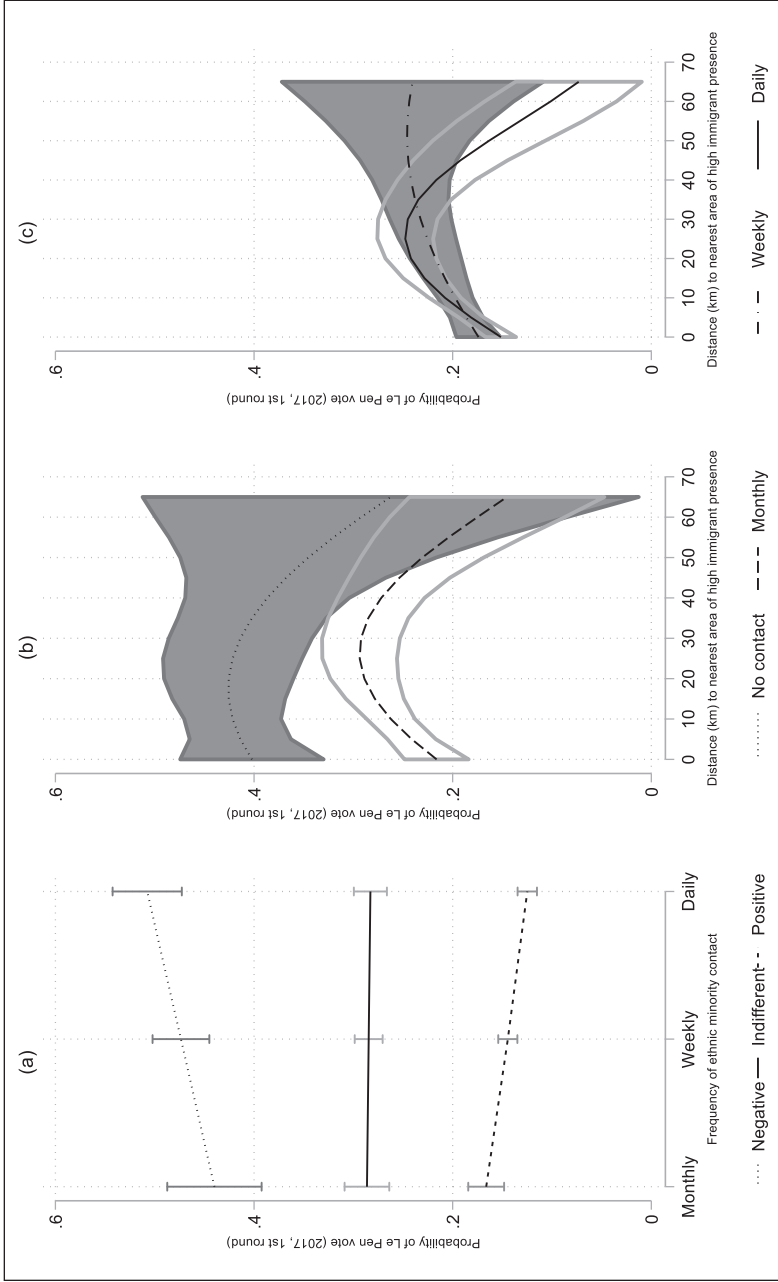 (a)
Probability of Le Pen vote (2017, 1st round)
.6
.4
.2
0
Monthly Weekly Daily
Frequency of ethnic minority contact
Negative Indifferent Positive
(b)
Probability of Le Pen vote (2017, 1st round)
.6
.4
.2
0
0 10 20 30 40 50 60 70
Distance (km) to nearest area of high immigrant presence
No contact Monthly
(c)
Probability of Le Pen vote (2017, 1st round)
.6
.4
.2
0
0 10 20 30 40 50 60 70
Distance (km) to nearest area of high immigrant presence
Weekly Daily